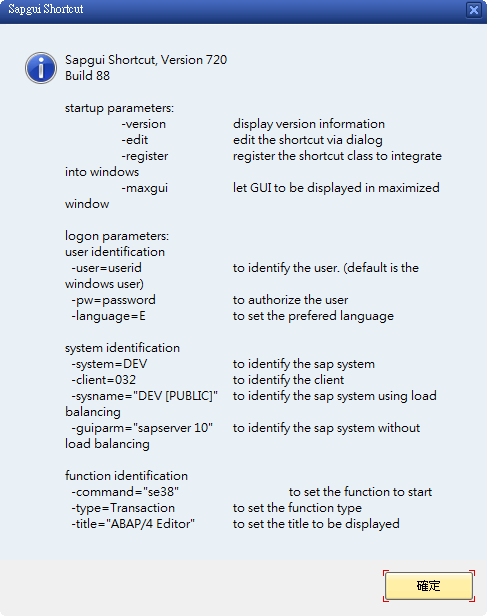 Sapgui Shortcut
Sapgui Shortcut, Version 720
Build 88
startup parameters:
-version display version information
-edit edit the shortcut via dialog
-register register the shortcut class to integrate
into windows
-maxgui let GUI to be displayed in maximized
window
logon parameters:
user identification
-user=userid to identify the user. (default is the
windows user)
-pw=password to authorize the user
-language=E to set the prefered language
system identification
-system=DEV to identify the sap system
-client=032 to identify the client
-sysname="DEV [PUBLIC]" to identify the sap system using load
balancing
-guiparm="sapserver 10" to identify the sap system without
load balancing
function identification
-command="se38" to set the function to start
-type=Transaction to set the function type
-title="ABAP/4 Editor" to set the title to be displayed
確定